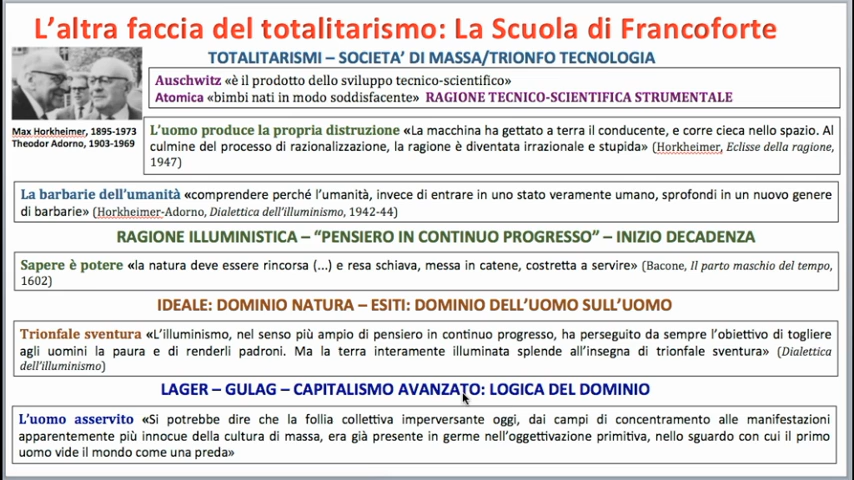 L’altra faccia del totalitarismo: La Scuola di Francoforte
TOTALITARISMI – SOCIETA’ DI MASSA/TRIONFO TECNOLOGIA
Auschwitz «è il prodotto dello sviluppo tecnico-scientifico»
Atomica «bimbi nati in modo soddisfacente» RAGIONE TECNICO-SCIENTIFICA STRUMENTALE
Max Horkheimer, 1895-1973
Theodor Adorno, 1903-1969
L’uomo produce la propria distruzione «La macchina ha gettato a terra il conducente, e corre cieca nello spazio. Al
culmine del processo di razionalizzazione, la ragione è diventata irrazionale e stupida» (Horkheimer, Eclisse della ragione,
1947)
La barbarie dell’umanità «comprendere perché l’umanità, invece di entrare in uno stato veramente umano, sprofondi in un nuovo genere
di barbarie» (Horkheimer-Adorno, Dialettica dell’illuminismo, 1942-44)
RAGIONE ILLUMINISTICA – “PENSIERO IN CONTINUO PROGRESSO” – INIZIO DECADENZA
Sapere è potere «la natura deve essere rincorsa (...) e resa schiava, messa in catene, costretta a servire» (Bacone, Il parto maschio del tempo,
1602)
IDEALE: DOMINIO NATURA – ESITI: DOMINIO DELL’UOMO SULL’UOMO
Trionfale sventura «L’illuminismo, nel senso più ampio di pensiero in continuo progresso, ha perseguito da sempre l’obiettivo di togliere
agli uomini la paura e di renderli padroni. Ma la terra interamente illuminata splende all’insegna di trionfale sventura» (Dialettica
dell’illuminismo)
LAGER – GULAG – CAPITALISMO AVANZATO: LOGICA DEL DOMINIO
L’uomo asservito «Si potrebbe dire che la follia collettiva imperversante oggi, dai campi di concentramento alle manifestazioni
apparentemente più innocue della cultura di massa, era già presente in germe nell’oggettivazione primitiva, nello sguardo con cui il primo
uomo vide il mondo come una preda»